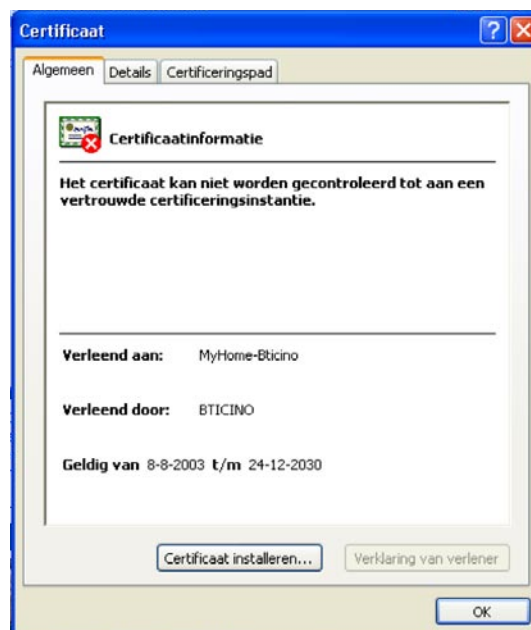 Certificaat
Algemeen Details Certificeringspad
Certificaatinformatie
Het certificaat kan niet worden gecontroleerd tot aan een
vertrouwde certificeringsinstantie.
Verleend aan: MyHome-Bticino
Verleend door: BTICINO
Geldig van 8-8-2003 t/m 24-12-2030
Certificaat installeren... Verklaring van verlener
OK